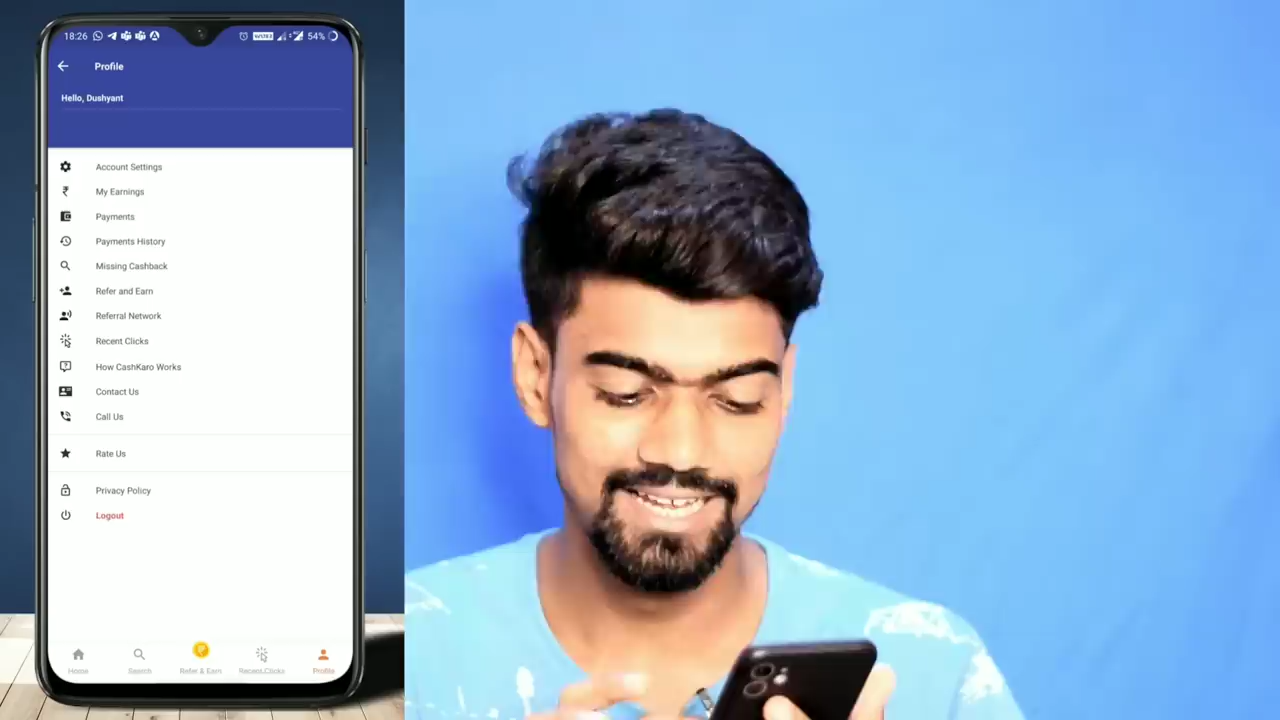 18:26
54%
Profile
Hello, Dushyant
Account Settings
My Earnings
Payments
Payments History
Missing Cashback
Refer and Earn
Referral Network
Recent Clicks
How CashKaro Works
Contact Us
Call Us
Rate Us
Privacy Policy
Logout
Home
Search
Refer & Earn
Recent Clicks
Profile